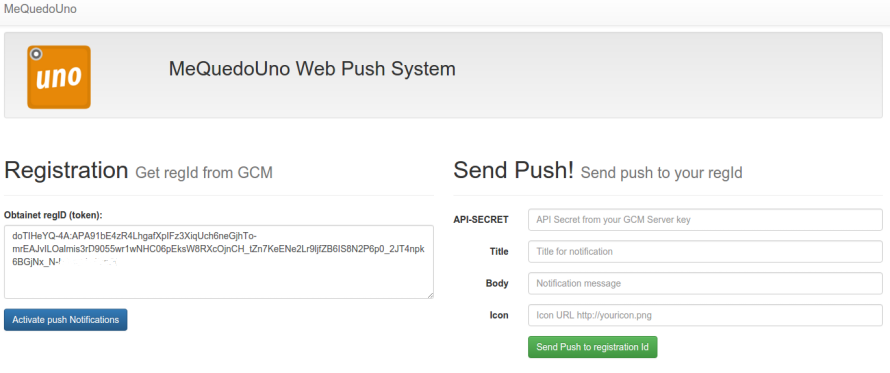 MeQuedoUno
uno
MeQuedoUno Web Push System
Registration Get regId from GCM
Obtainet regID (token):
doTIHeYQ-4A:APA91bE4zR4LhgafXpIFz3XiqUch6neGjhTo-
mrEAJvILOalmis3rD9055wr1wNHC06pEksW8RXcOjnCH_tZn7KeENe2Lr9ljfZB6IS8N2P6p0_2JT4npk
6BGjNx_N-
Activate push Notifications
Send Push! Send push to your regId
API-SECRET API Secret from your GCM Server key
Title Title for notification
Body Notification message
Icon Icon URL http://youricon.png
Send Push to registration Id